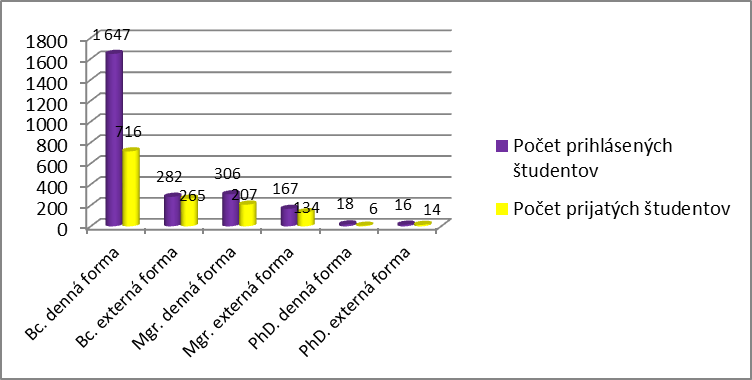 1800
1600
1400
1200
1000
800
600
400
200
0
1 647
716
282
265
306
207
167
134
18
6
16
14
Bc. denná forma
Bc. externá forma
Mgr. denná forma
Mgr. externá forma
PhD. denná forma
PhD. externá forma
Počet prihlásených
študentov
Počet prijatých študentov